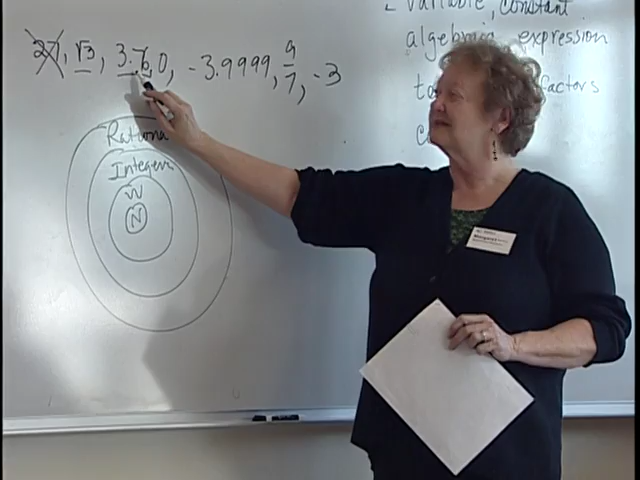 27, √3, 3.76, 0, -3.9999, 9/7, -3
variable, constant
algebraic expression
factors
Rational
Integers
W
N